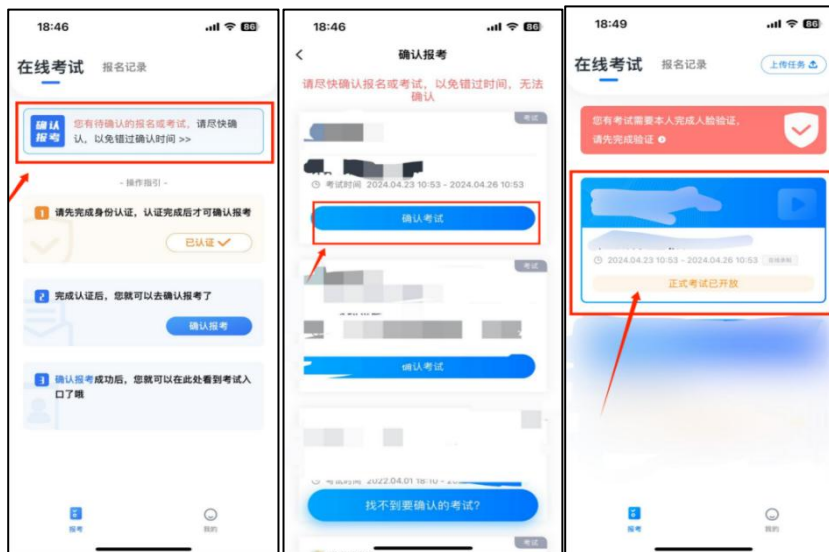 18:46
86
在线考试 报名记录
确认
报考
您有待确认的报名或考试，请尽快确
认，以免错过确认时间 >>
- 操作指引 -
1 请先完成身份认证，认证完成后才可确认报考
已认证
2 完成认证后，您就可以去确认报考了
确认报考
3 确认报考成功后，您就可以在此处看到考试入
口了哦
报考 我的
18:46
86
确认报考
请尽快确认报名或考试，以免错过时间，无法
确认
考试
考试时间 2024.04.23 10:53 - 2024.04.26 10:53
确认考试
考试
确认考试
考试时间 2022.04.01 18:10 -
找不到要确认的考试?
考试
18:49
86
在线考试 报名记录 上传任务
您有考试需要本人完成人脸验证，
请先完成验证
2024.04.23 10:53 - 2024.04.26 10:53
正式考试已开放
报考 我的